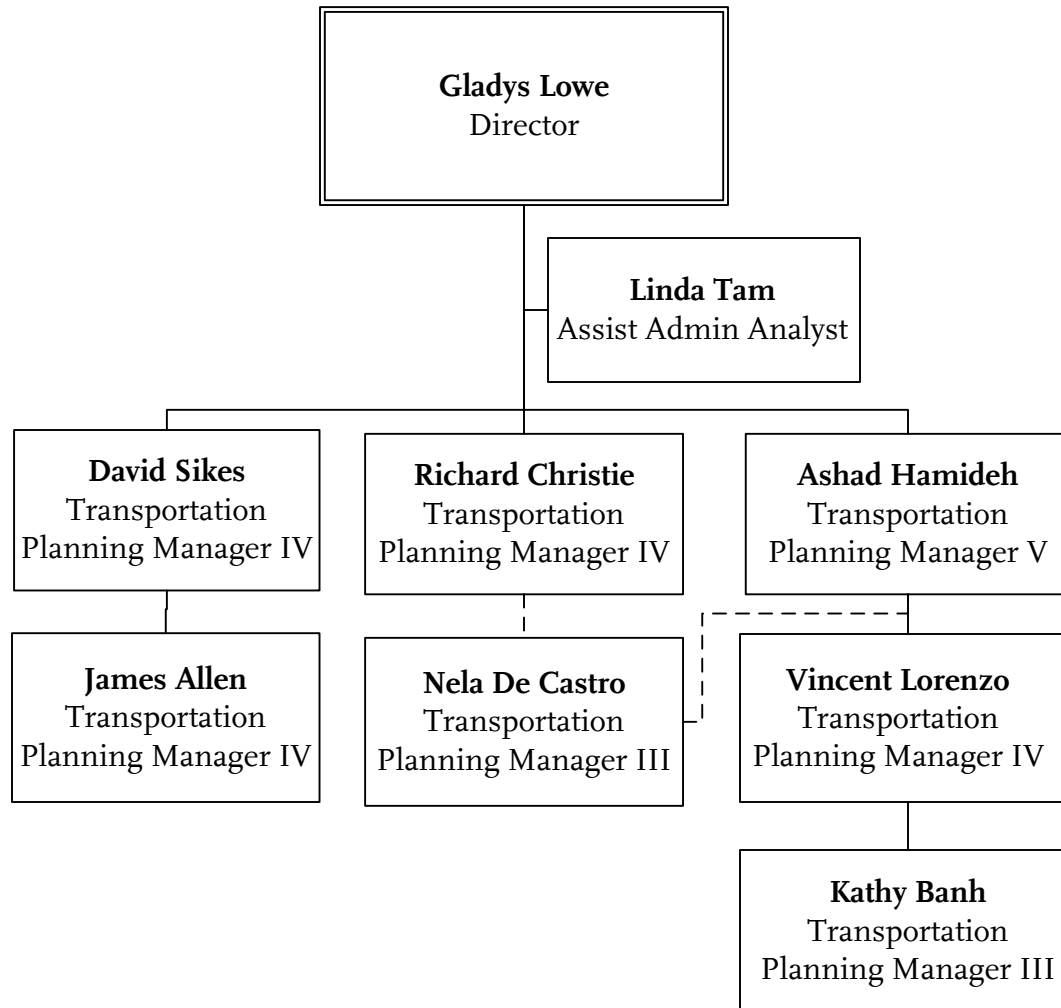 Gladys Lowe
Director
Linda Tam
Assist Admin Analyst
David Sikes
Transportation
Planning Manager IV
Richard Christie
Transportation
Planning Manager IV
Ashad Hamideh
Transportation
Planning Manager V
James Allen
Transportation
Planning Manager IV
Nela De Castro
Transportation
Planning Manager III
Vincent Lorenzo
Transportation
Planning Manager IV
Kathy Banh
Transportation
Planning Manager III